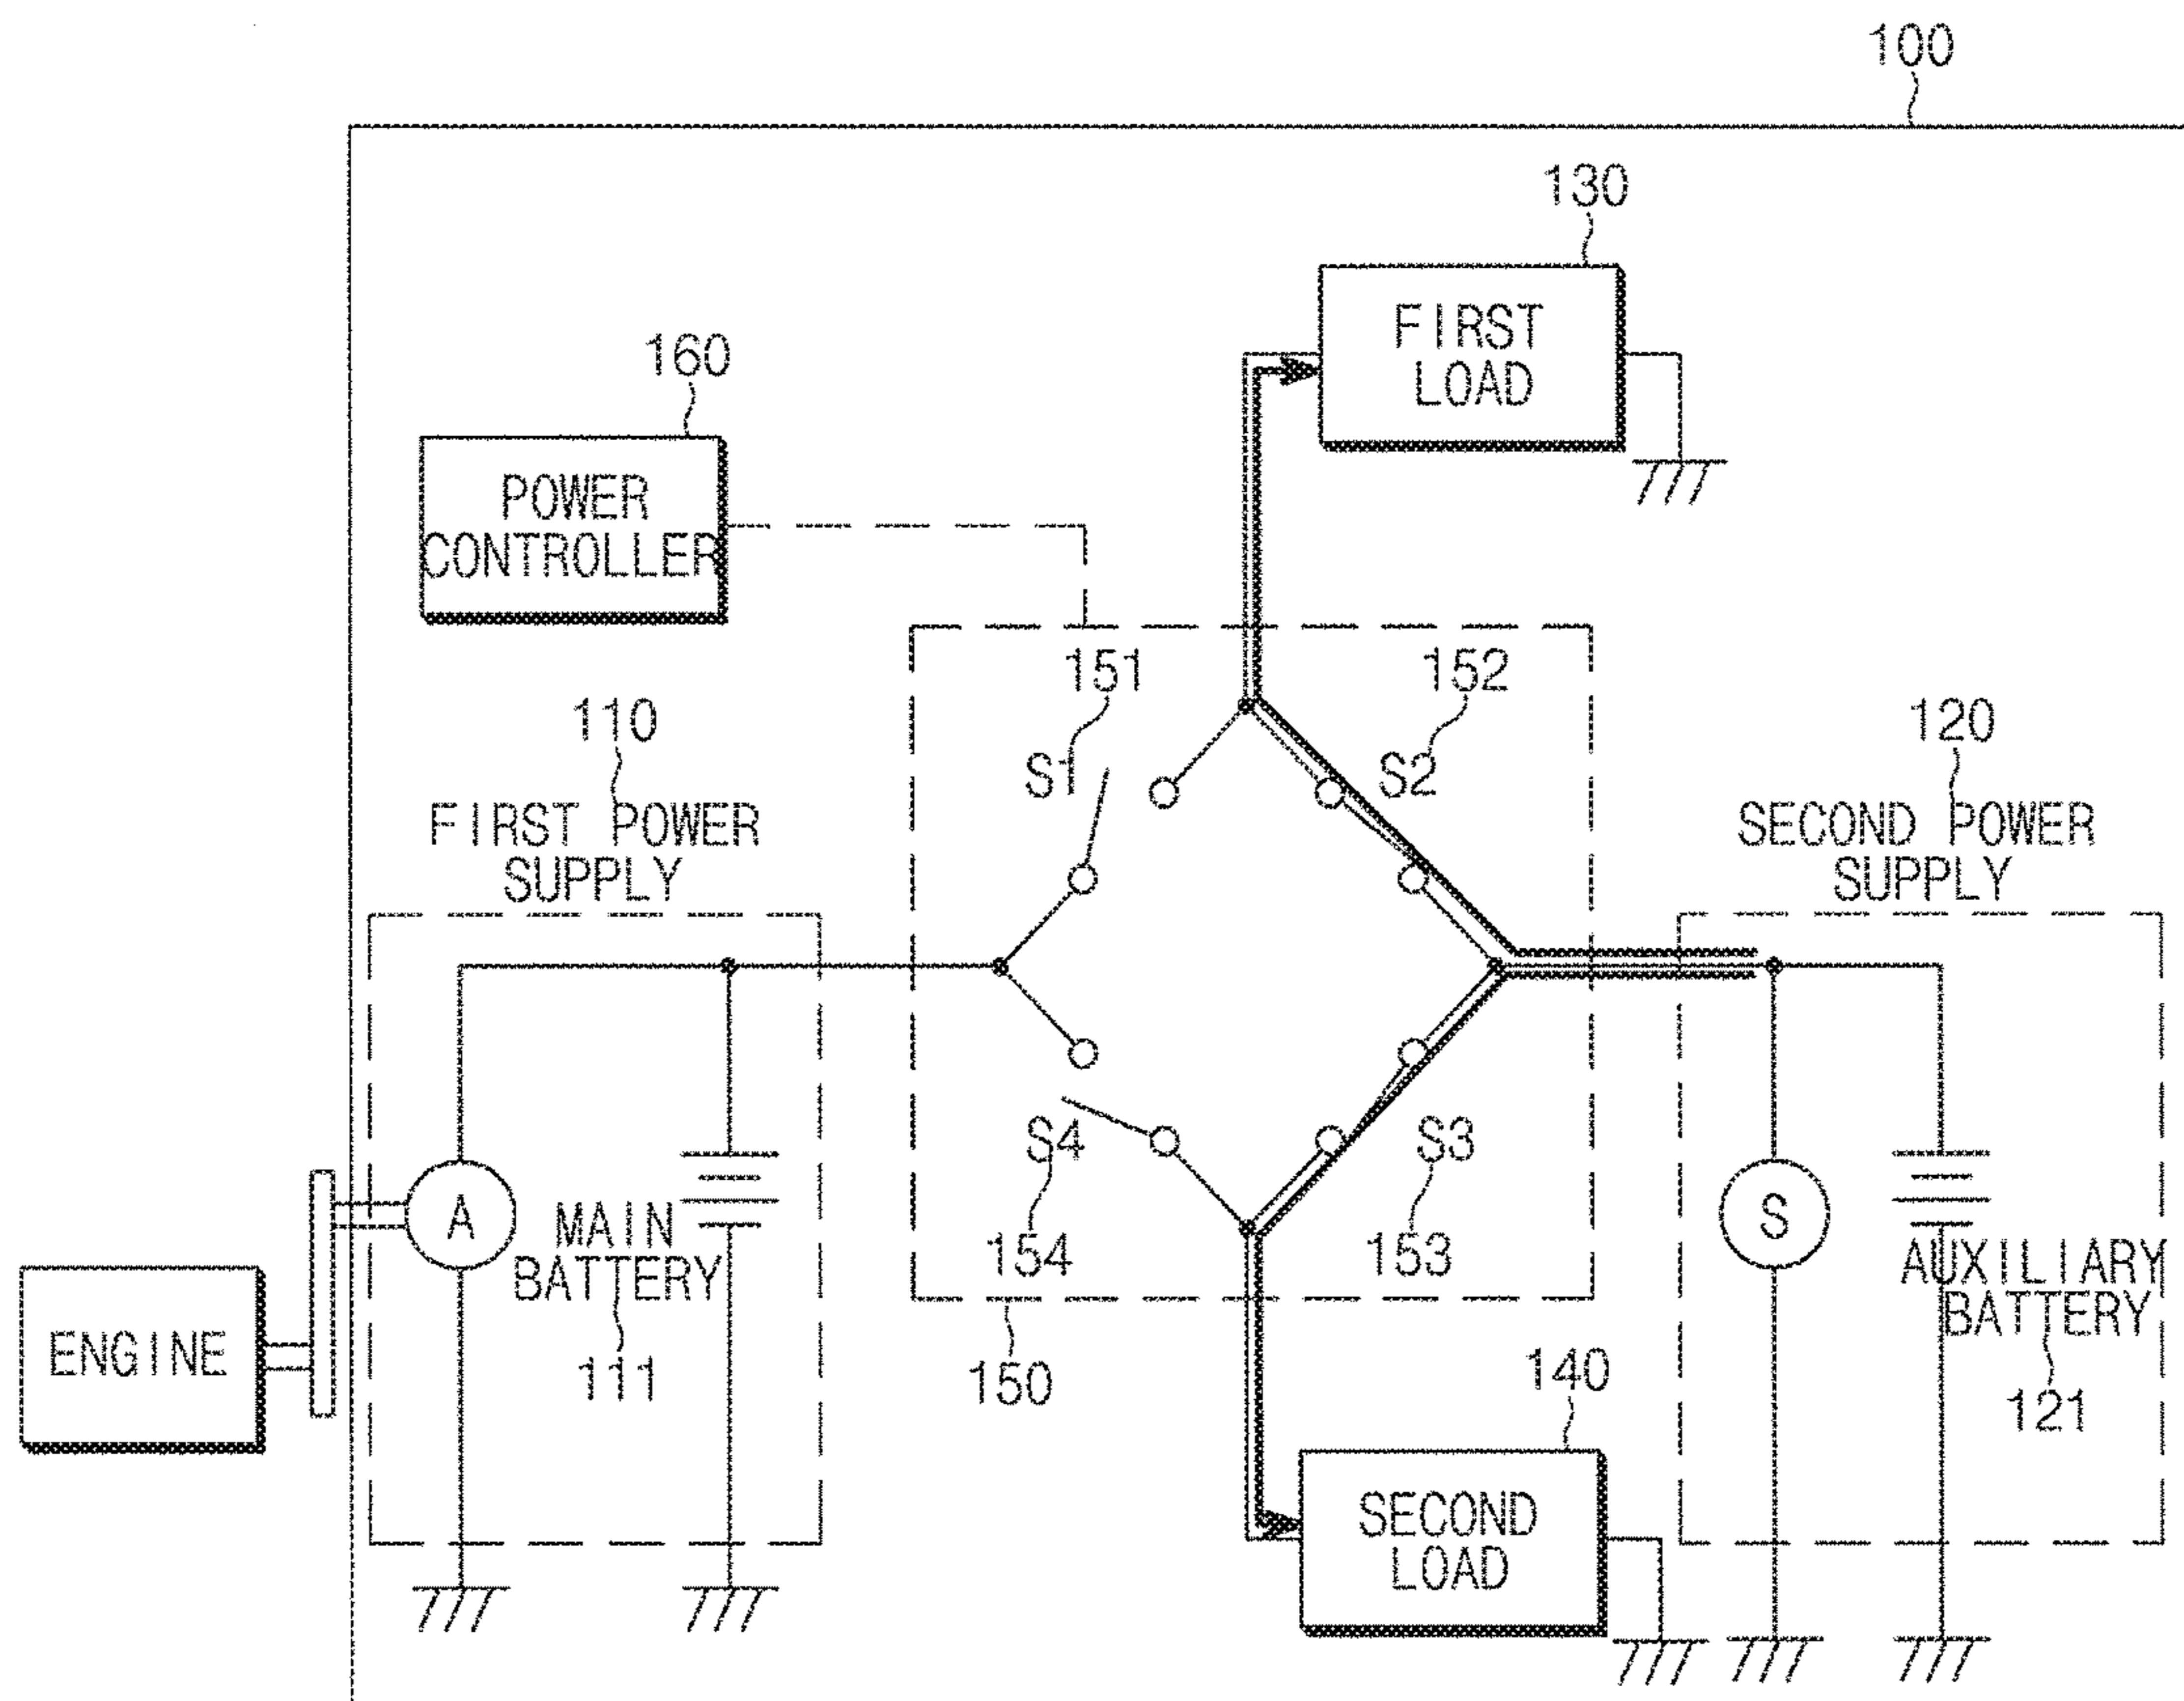 100
130
FIRST
LOAD
160
POWER
CONTROLLER
151
152
S1
S2
110
FIRST POWER
SUPPLY
120
SECOND POWER
SUPPLY
A
MAIN
BATTERY
111
S4
S3
154
153
150
S
AUXILIARY
BATTERY
121
ENGINE
140
SECOND
LOAD